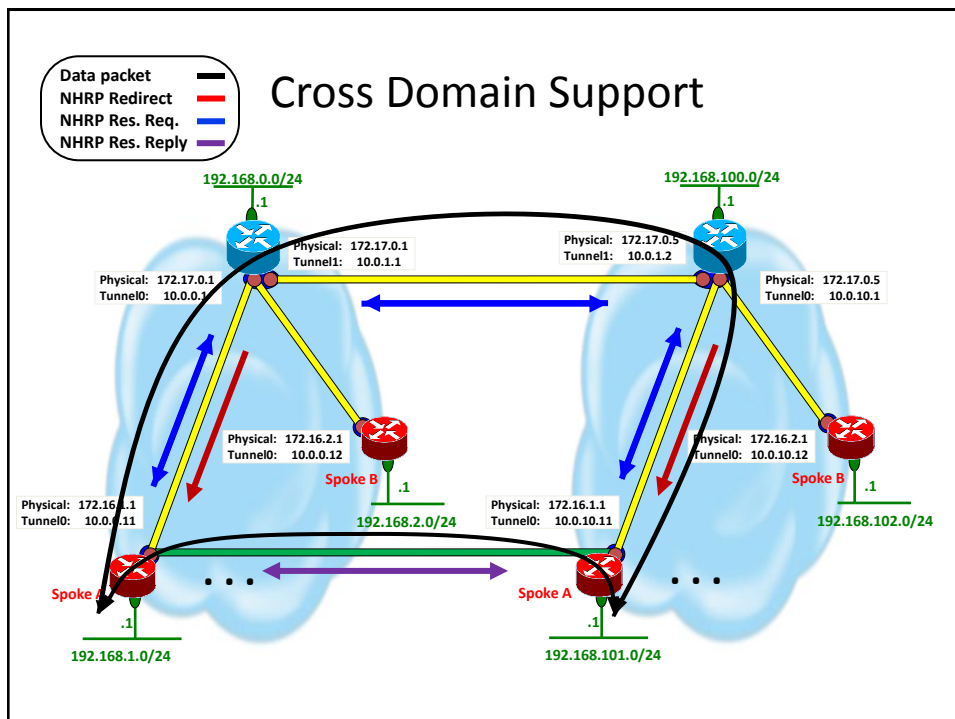 Cross Domain Support
Data packet
NHRP Redirect
NHRP Res. Req.
NHRP Res. Reply
192.168.0.0/24
.1
192.168.100.0/24
.1
Physical: 172.17.0.1
Tunnel1: 10.0.1.1
Physical: 172.17.0.5
Tunnel1: 10.0.1.2
Physical: 172.17.0.1
Tunnel0: 10.0.0.1
Physical: 172.17.0.5
Tunnel0: 10.0.10.1
Physical: 172.16.2.1
Tunnel0: 10.0.0.12
Spoke B
.1
192.168.2.0/24
Physical: 172.16.2.1
Tunnel0: 10.0.10.12
Spoke B
.1
192.168.102.0/24
Physical: 172.16.1.1
Tunnel0: 10.0.0.11
Spoke A
. . .
.1
192.168.1.0/24
Physical: 172.16.1.1
Tunnel0: 10.0.10.11
Spoke A
. . .
.1
192.168.101.0/24